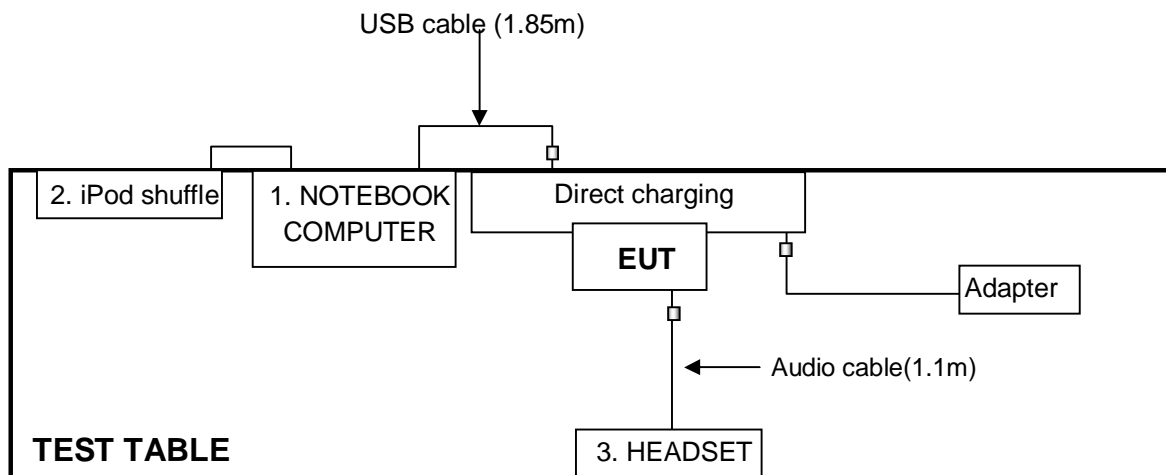 USB cable (1.85m)
2. iPod shuffle
1. NOTEBOOK
COMPUTER
Direct charging
EUT
Adapter
Audio cable(1.1m)
TEST TABLE
3. HEADSET